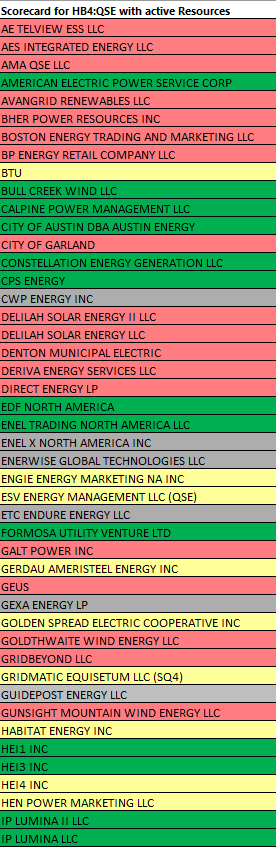 Scorecard for HB4:QSE with active Resources
AE TELVIEW ESS LLC
AES INTEGRATED ENERGY LLC
AMA QSE LLC
AMERICAN ELECTRIC POWER SERVICE CORP
AVANGRID RENEWABLES LLC
BHER POWER RESOURCES INC
BOSTON ENERGY TRADING AND MARKETING LLC
BP ENERGY RETAIL COMPANY LLC
BTU
BULL CREEK WIND LLC
CALPINE POWER MANAGEMENT LLC
CITY OF AUSTIN DBA AUSTIN ENERGY
CITY OF GARLAND
CONSTELLATION ENERGY GENERATION LLC
CPS ENERGY
CWP ENERGY INC
DELILAH SOLAR ENERGY II LLC
DELILAH SOLAR ENERGY LLC
DENTON MUNICIPAL ELECTRIC
DERIVA ENERGY SERVICES LLC
DIRECT ENERGY LP
EDF NORTH AMERICA
ENEL TRADING NORTH AMERICA LLC
ENEL X NORTH AMERICA INC
ENERWISE GLOBAL TECHNOLOGIES LLC
ENGIE ENERGY MARKETING NA INC
ESV ENERGY MANAGEMENT LLC (QSE)
ETC ENDURE ENERGY LLC
FORMOSA UTILITY VENTURE LTD
GALT POWER INC
GERDAU AMERISTEEL ENERGY INC
GEUS
GEXA ENERGY LP
GOLDEN SPREAD ELECTRIC COOPERATIVE INC
GOLDTHWAITE WIND ENERGY LLC
GRIDBEYOND LLC
GRIDMATIC EQUISETUM LLC (SQ4)
GUIDEPOST ENERGY LLC
GUNSIGHT MOUNTAIN WIND ENERGY LLC
HABITAT ENERGY INC
HEI1 INC
HEI3 INC
HEI4 INC
HEN POWER MARKETING LLC
IP LUMINA II LLC
IP LUMINA LLC